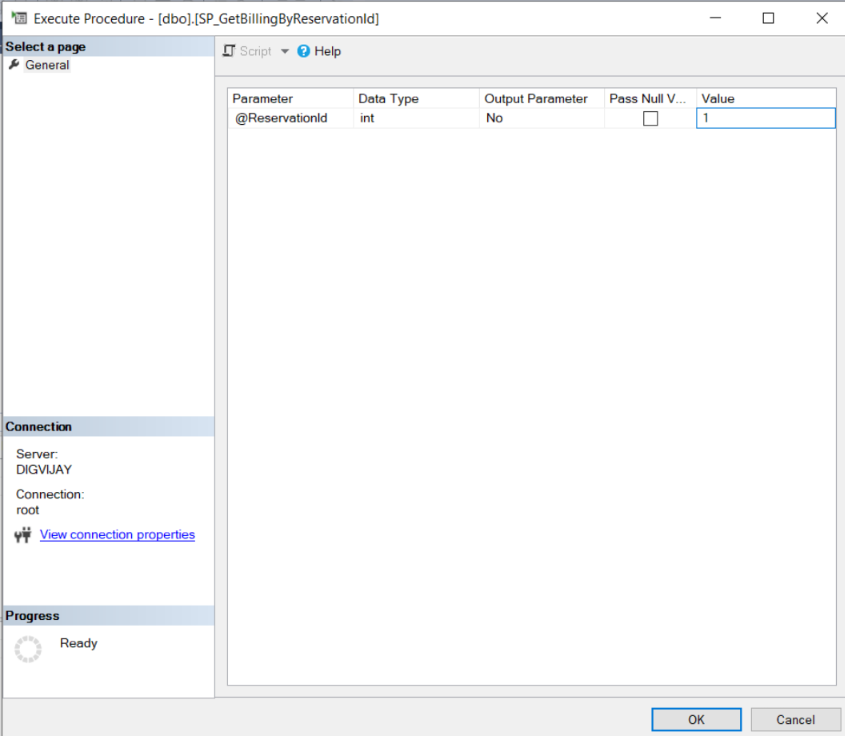 Execute Procedure - [dbo].[SP_GetBillingByReservationId]
Select a page
General
Script
Help
Parameter Data Type Output Parameter Pass Null V... Value
@ReservationId int No 1
Connection
Server:
DIGVIJAY
Connection:
root
View connection properties
Progress
Ready
OK Cancel